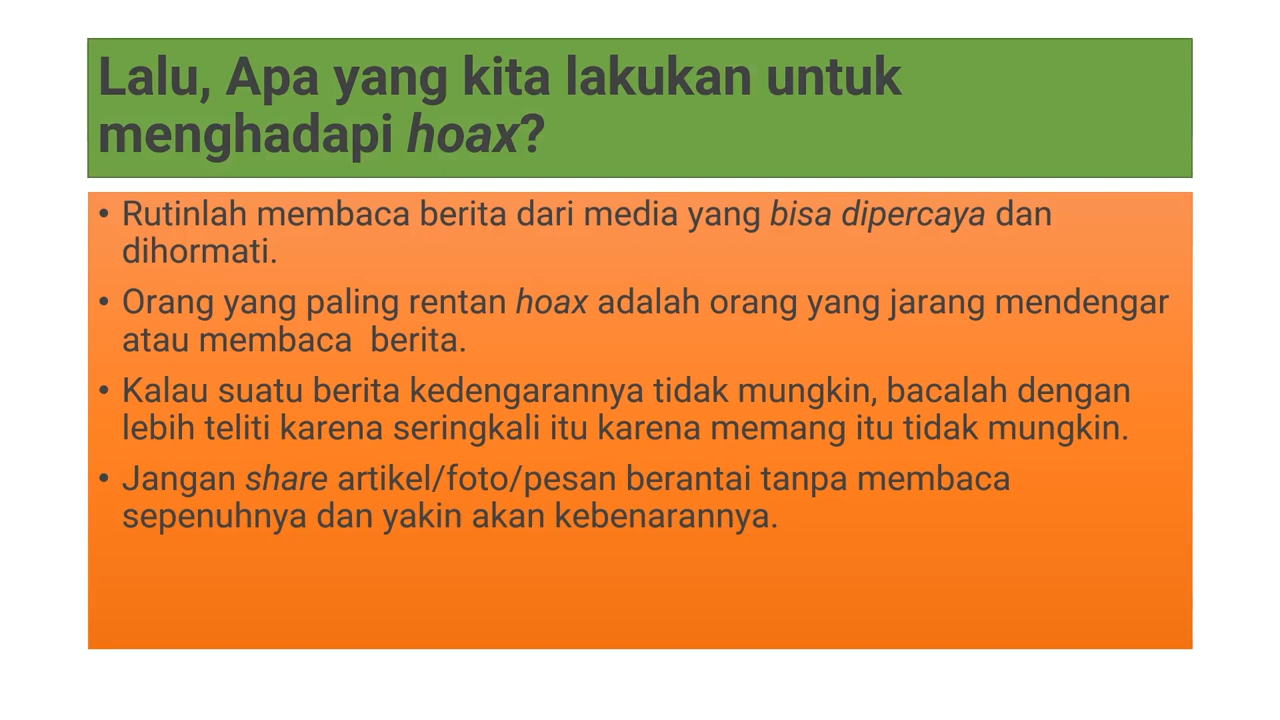 Lalu, Apa yang kita lakukan untuk
menghadapi hoax?
• Rutinlah membaca berita dari media yang bisa dipercaya dan
dihormati.
• Orang yang paling rentan hoax adalah orang yang jarang mendengar
atau membaca  berita.
• Kalau suatu berita kedengarannya tidak mungkin, bacalah dengan
lebih teliti karena seringkali itu karena memang itu tidak mungkin.
• Jangan share artikel/foto/pesan berantai tanpa membaca
sepenuhnya dan yakin akan kebenarannya.